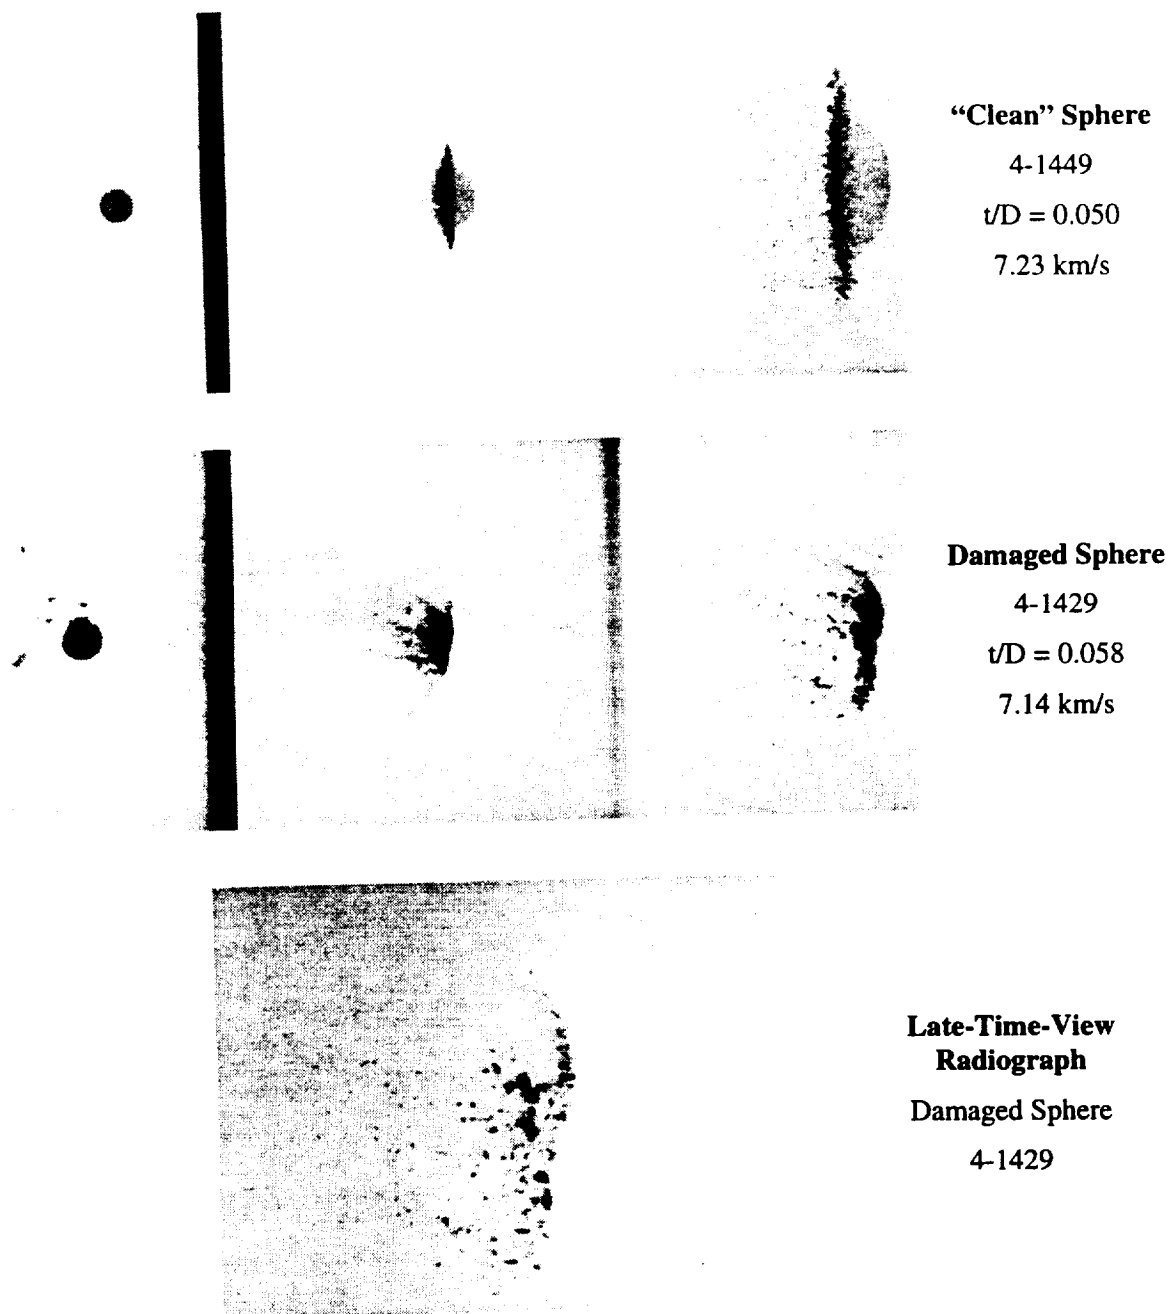 “Clean” Sphere
4-1449
t/D = 0.050
7.23 km/s
Damaged Sphere
4-1429
t/D = 0.058
7.14 km/s
Late-Time-View
Radiograph
Damaged Sphere
4-1429